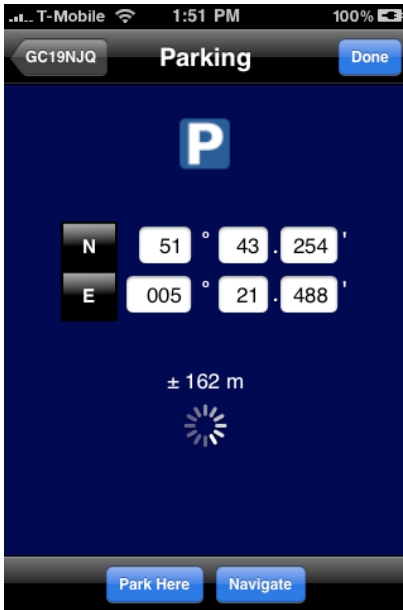 T-Mobile 1:51 PM 100%
GC19NJQ Parking Done
P
N 51 ° 43 . 254 '
E 005 ° 21 . 488 '
± 162 m
Park Here Navigate